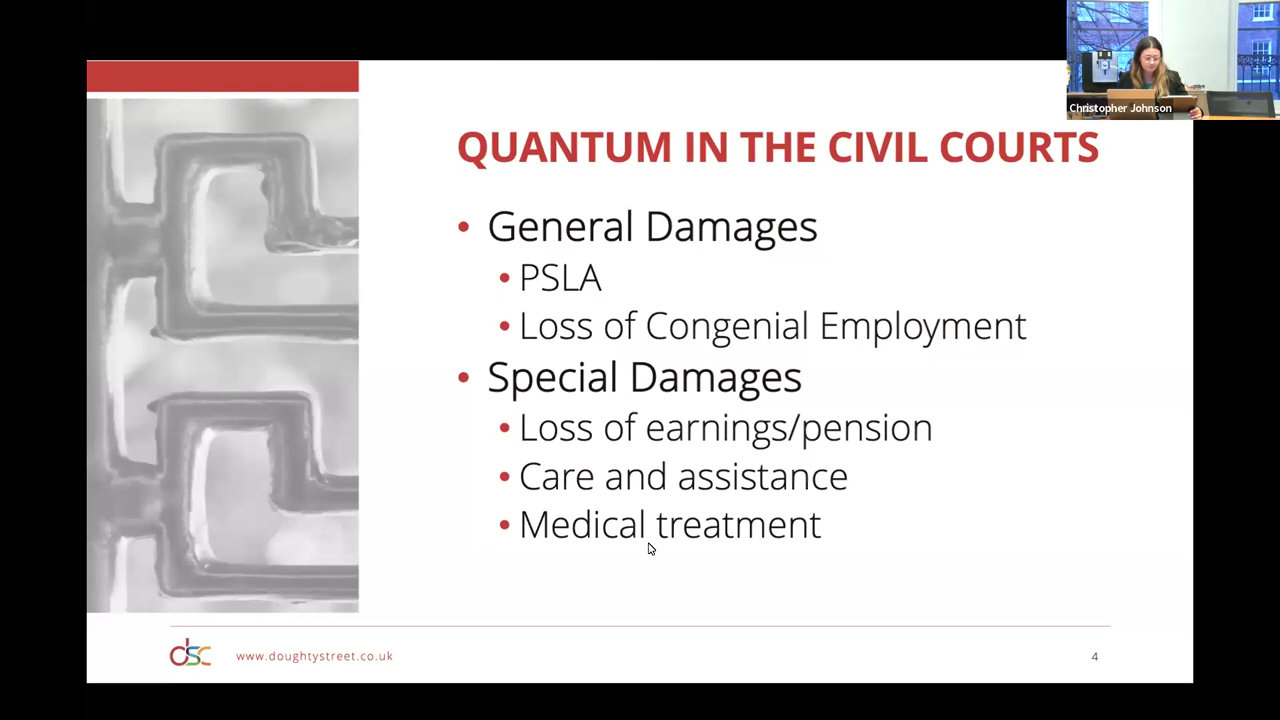 Christopher Johnson
QUANTUM IN THE CIVIL COURTS
• General Damages
• PSLA
• Loss of Congenial Employment
• Special Damages
• Loss of earnings/pension
• Care and assistance
• Medical treatment
dsc
www.doughtystreet.co.uk
4